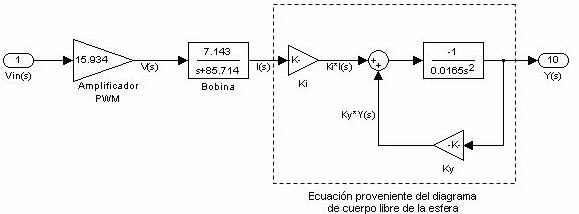 1
Vin(s)
15.934
Amplificador
PWM
V(s)
7.143
s+85.714
Bobina
I(s)
K-
Ki
Ki*I(s)
+
+
-1
0.0165s2
10
Y(s)
Ky*Y(s)
-K-
Ky
Ecuación proveniente del diagrama
de cuerpo libre de la esfera